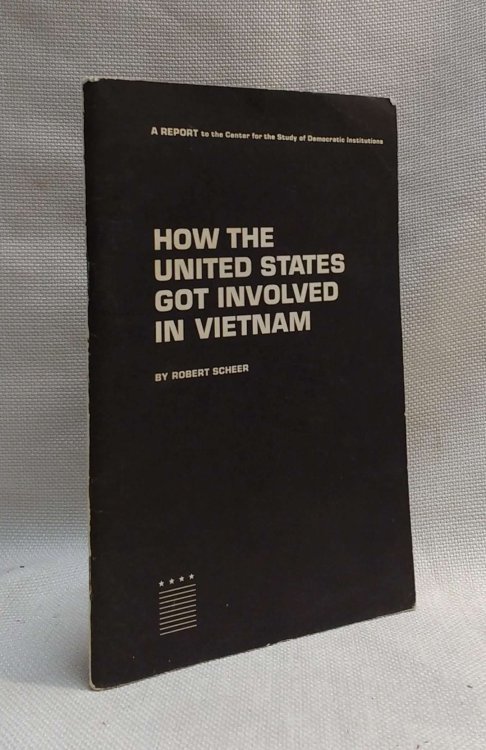 A REPORT to the Center for the Study of Democratic Institutions
HOW THE
UNITED STATES
GOT INVOLVED
IN VIETNAM
BY ROBERT SCHEER